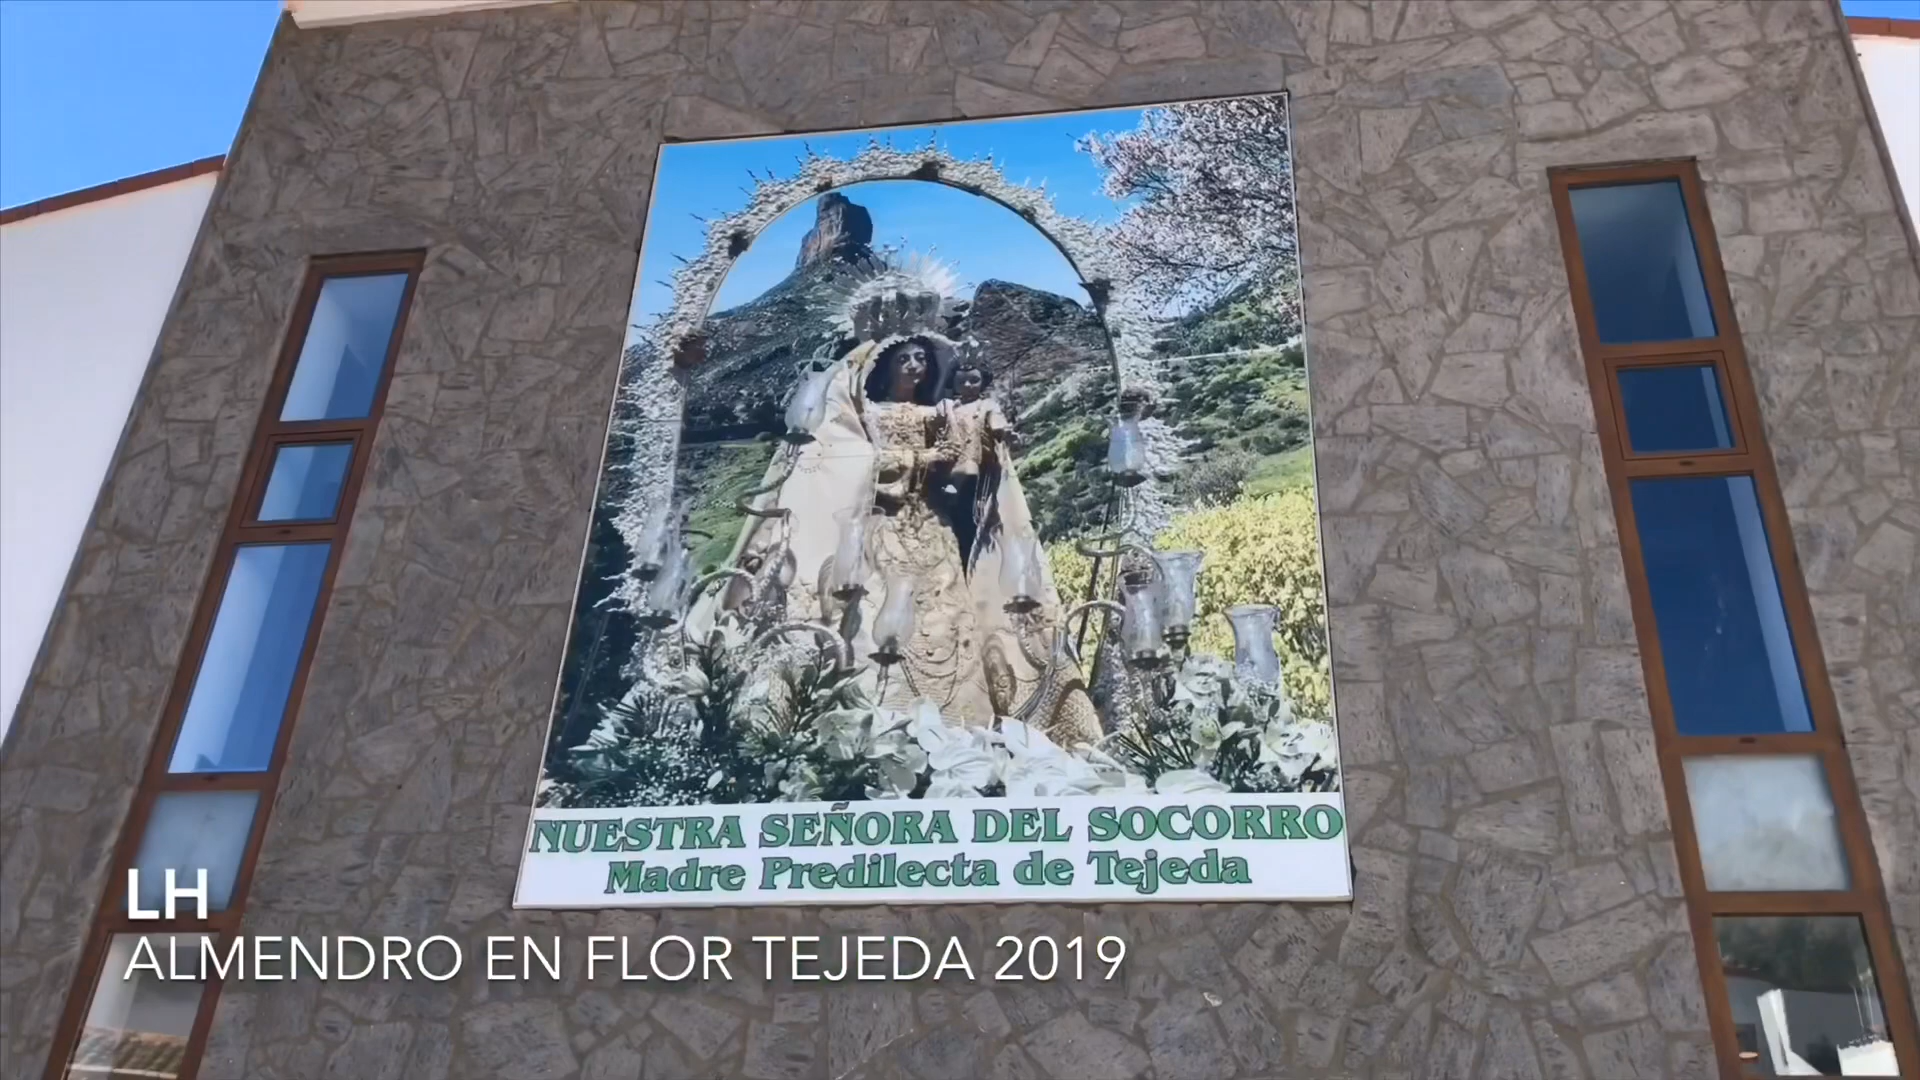 NUESTRA SEÑORA DEL SOCORRO
Madre Predilecta de Tejeda
LH
ALMENDRO EN FLOR TEJEDA 2019